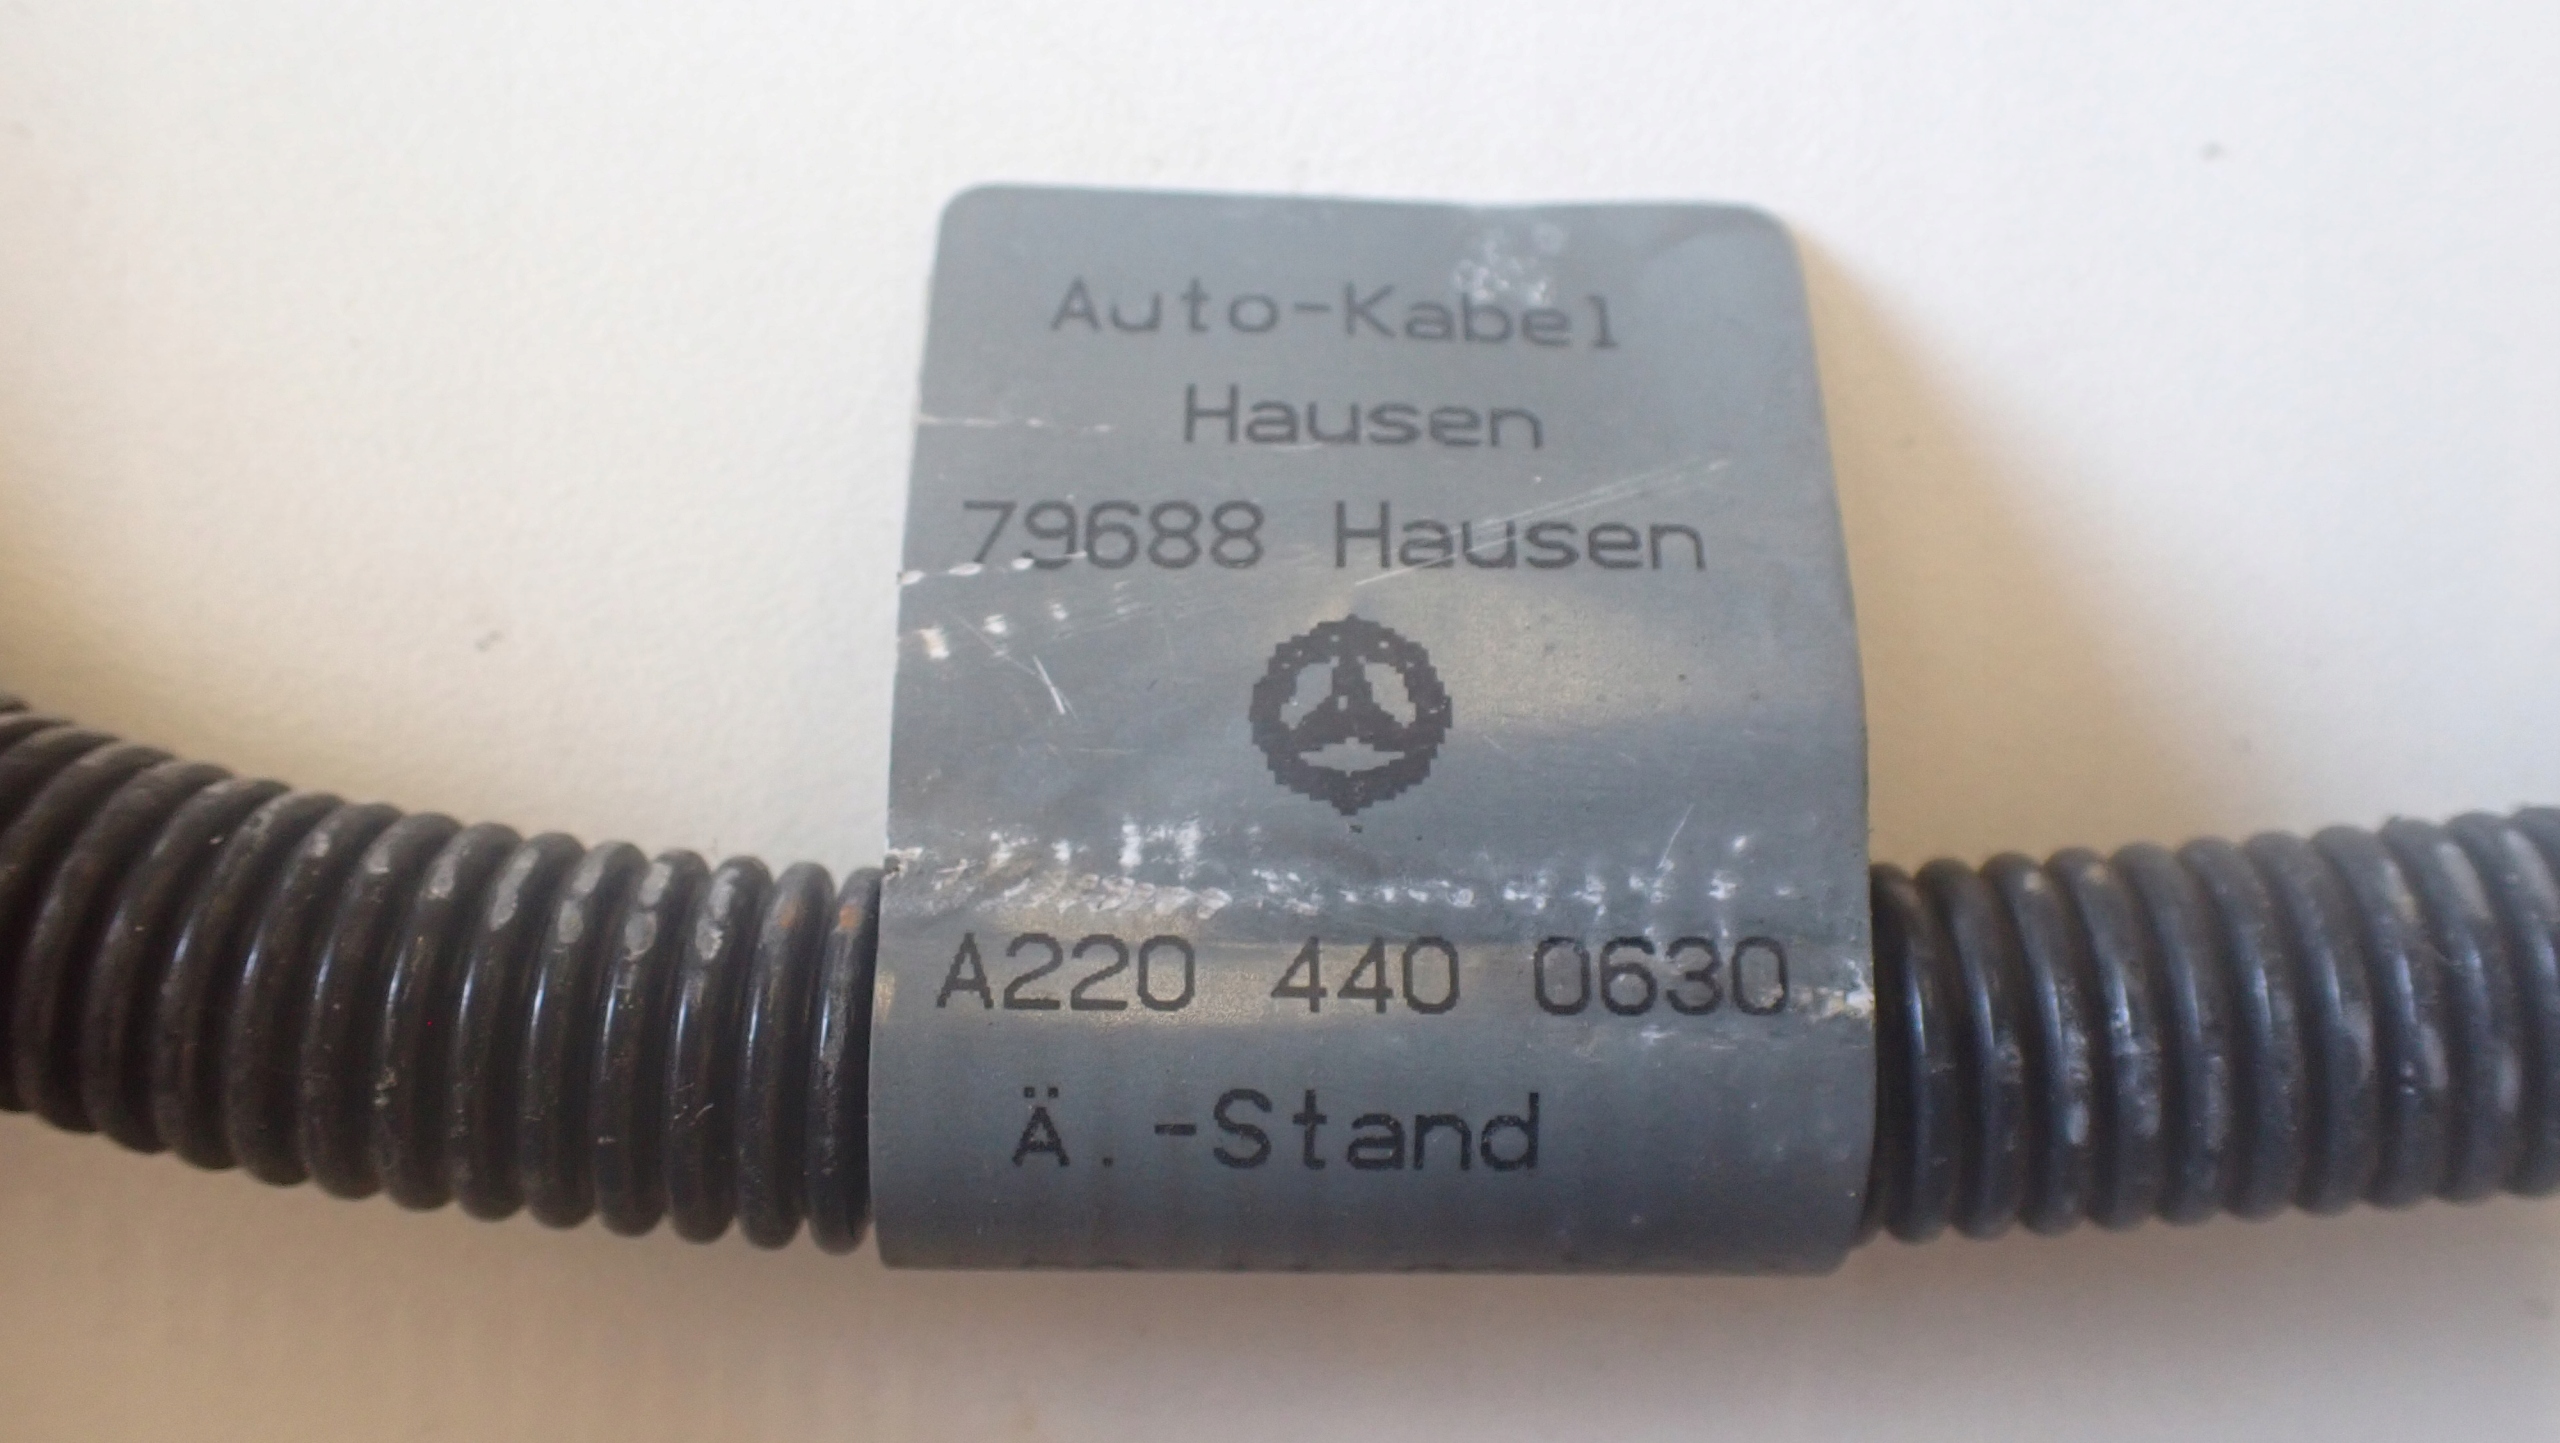 Auto-Kabel
Hausen
79688 Hausen
A220 440 0630
Ä.-Stand